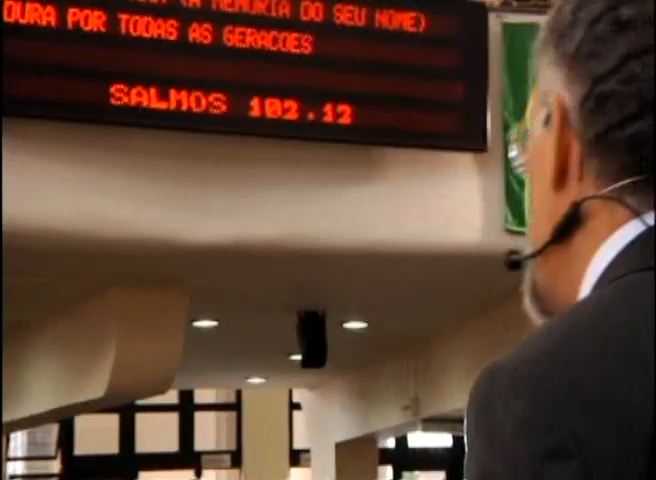 (A MEMORIA DO SEU NOME)
DURA POR TODAS AS GERACOES
SALMOS 102.12